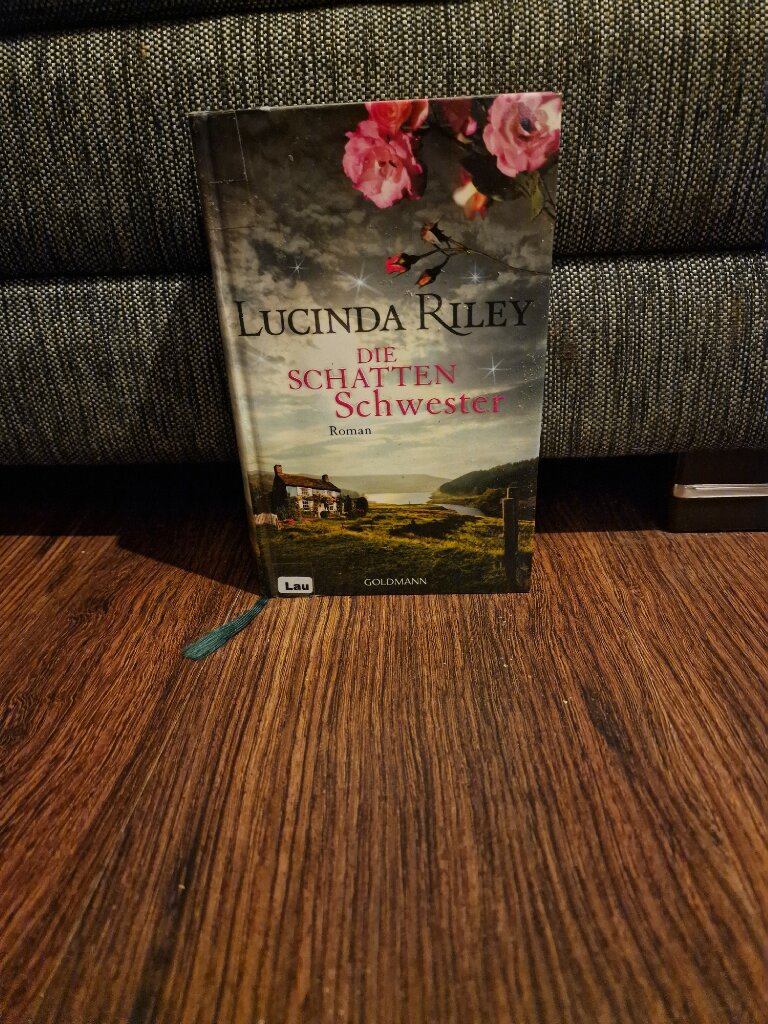 LUCINDA RILEY
DIE
SCHATTEN
Schwester
Roman
Lau
GOLDMANN